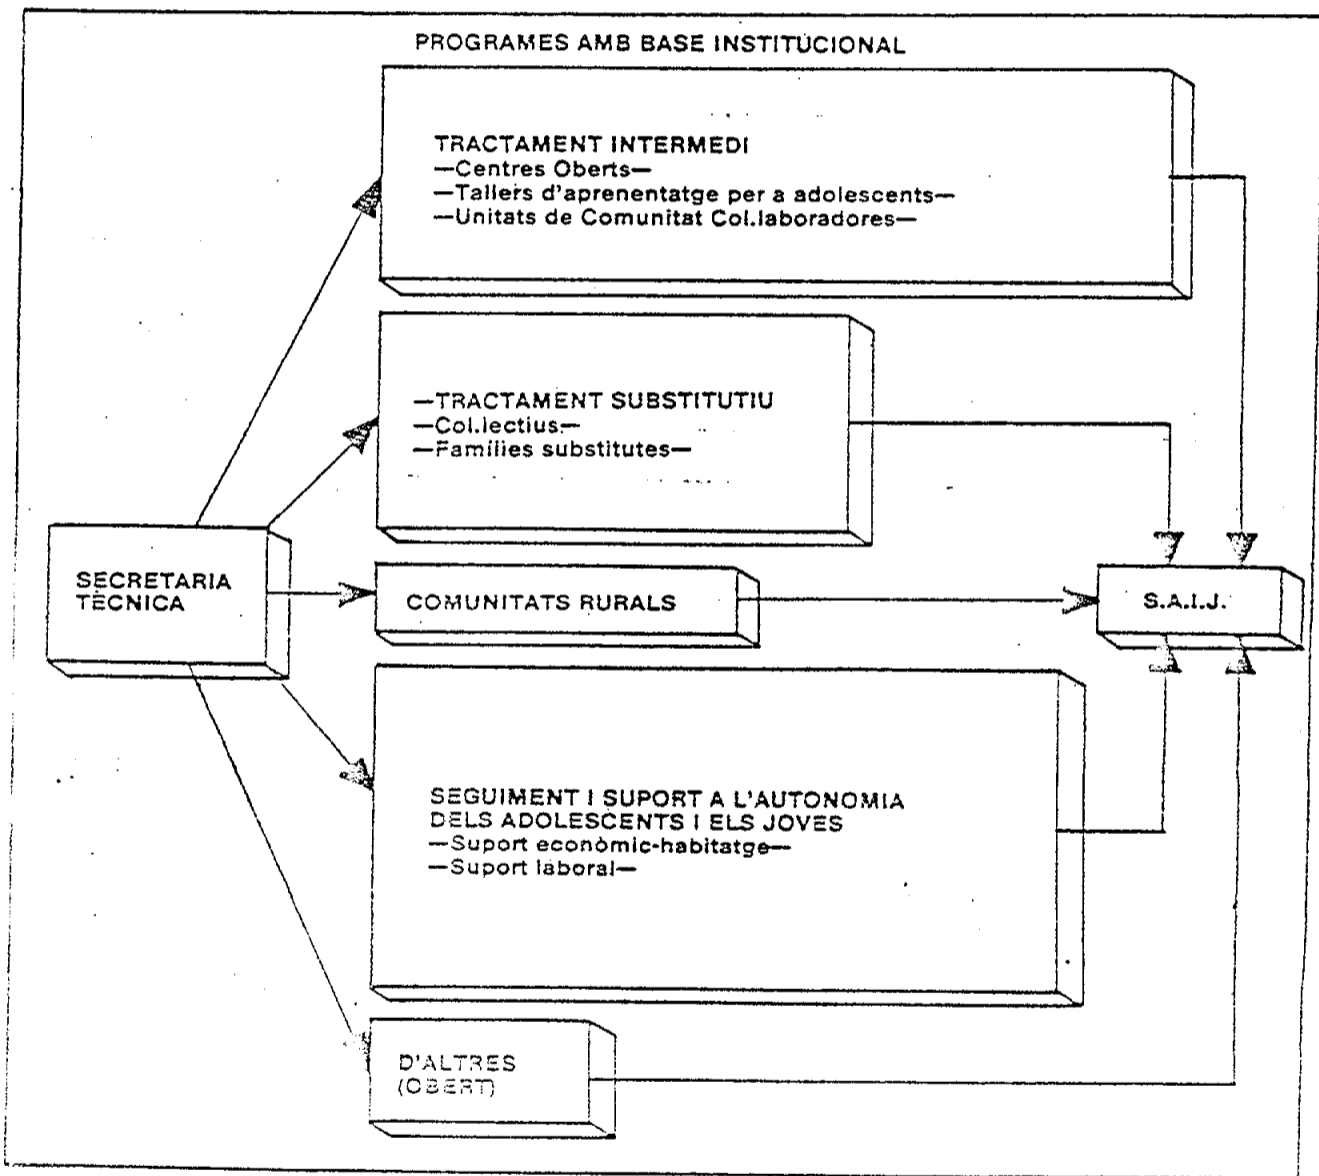 PROGRAMES AMB BASE INSTITUCIONAL
TRACTAMENT INTERMEDI
—Centres Oberts—
—Tallers d'aprenentatge per a adolescents—
—Unitats de Comunitat Col.laboradores—
—TRACTAMENT SUBSTITUTIU
—Col.lectius—
—Famílies substitutes—
SECRETARIA
TÈCNICA
COMUNITATS RURALS
S.A.I.J.
SEGUIMENT I SUPORT A L'AUTONOMIA
DELS ADOLESCENTS I ELS JOVES
—Suport econòmic-habitatge—
—Suport laboral—
D'ALTRES
(OBERT)